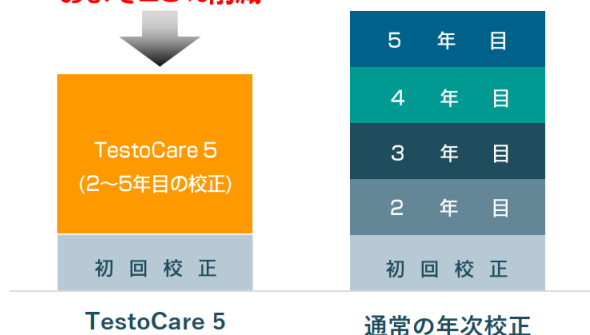 5 年 目
4 年 目
TestoCare 5
(2～5年目の校正)
3 年 目
2 年 目
初 回 校 正
初 回 校 正
TestoCare 5
通常の年次校正